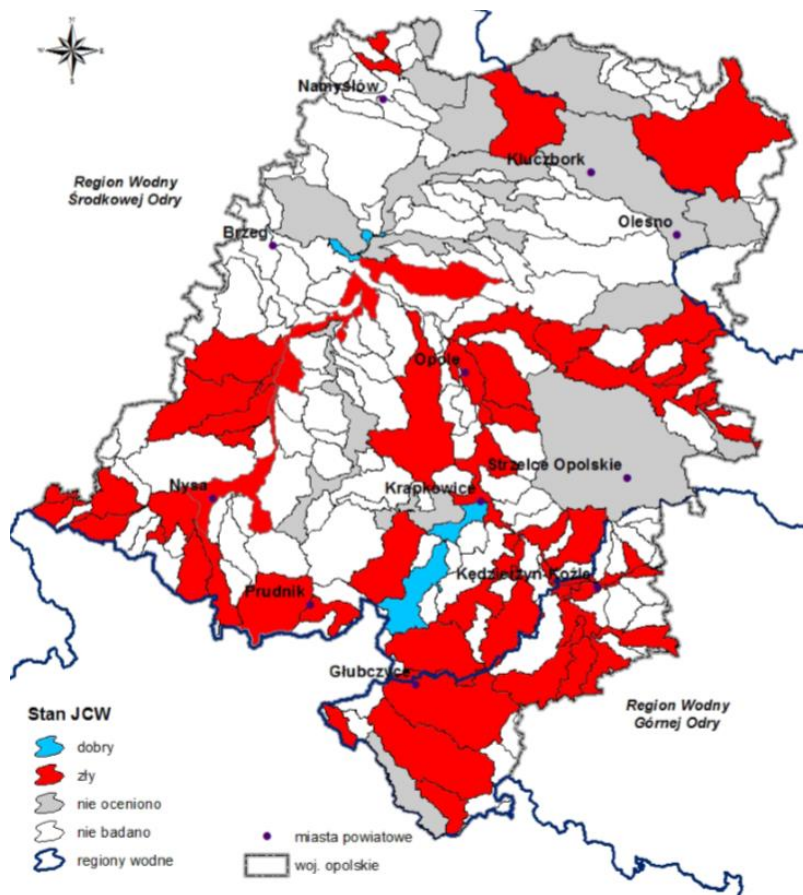 N
W
E
S
Namysłów
Kluczbork
Region Wodny
Środkowej Odry
Brzeg
Olesno
Opole
Strzelce Opolskie
Nysa
Krapkowice
Kędzierzyn-Koźle
Prudnik
Głubczyce
Region Wodny
Górnej Odry
Stan JCW
dobry
zły
nie oceniono
nie badano
regiony wodne
miasta powiatowe
woj. opolskie